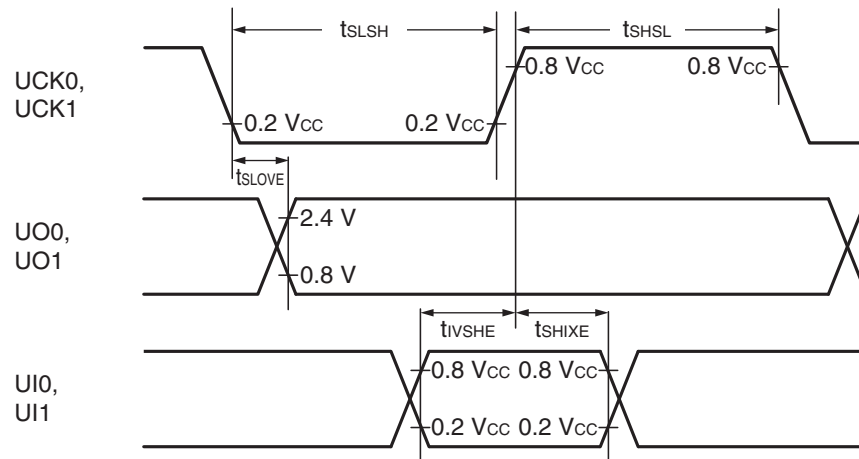 tSLSH tSHSL
UCK0,
UCK1
0.8 VCC 0.8 VCC
0.2 VCC 0.2 VCC
tSLOVE
UO0,
UO1
2.4 V
0.8 V
tIVSHE tSHIXE
UI0,
UI1
0.8 VCC 0.8 VCC
0.2 VCC 0.2 VCC